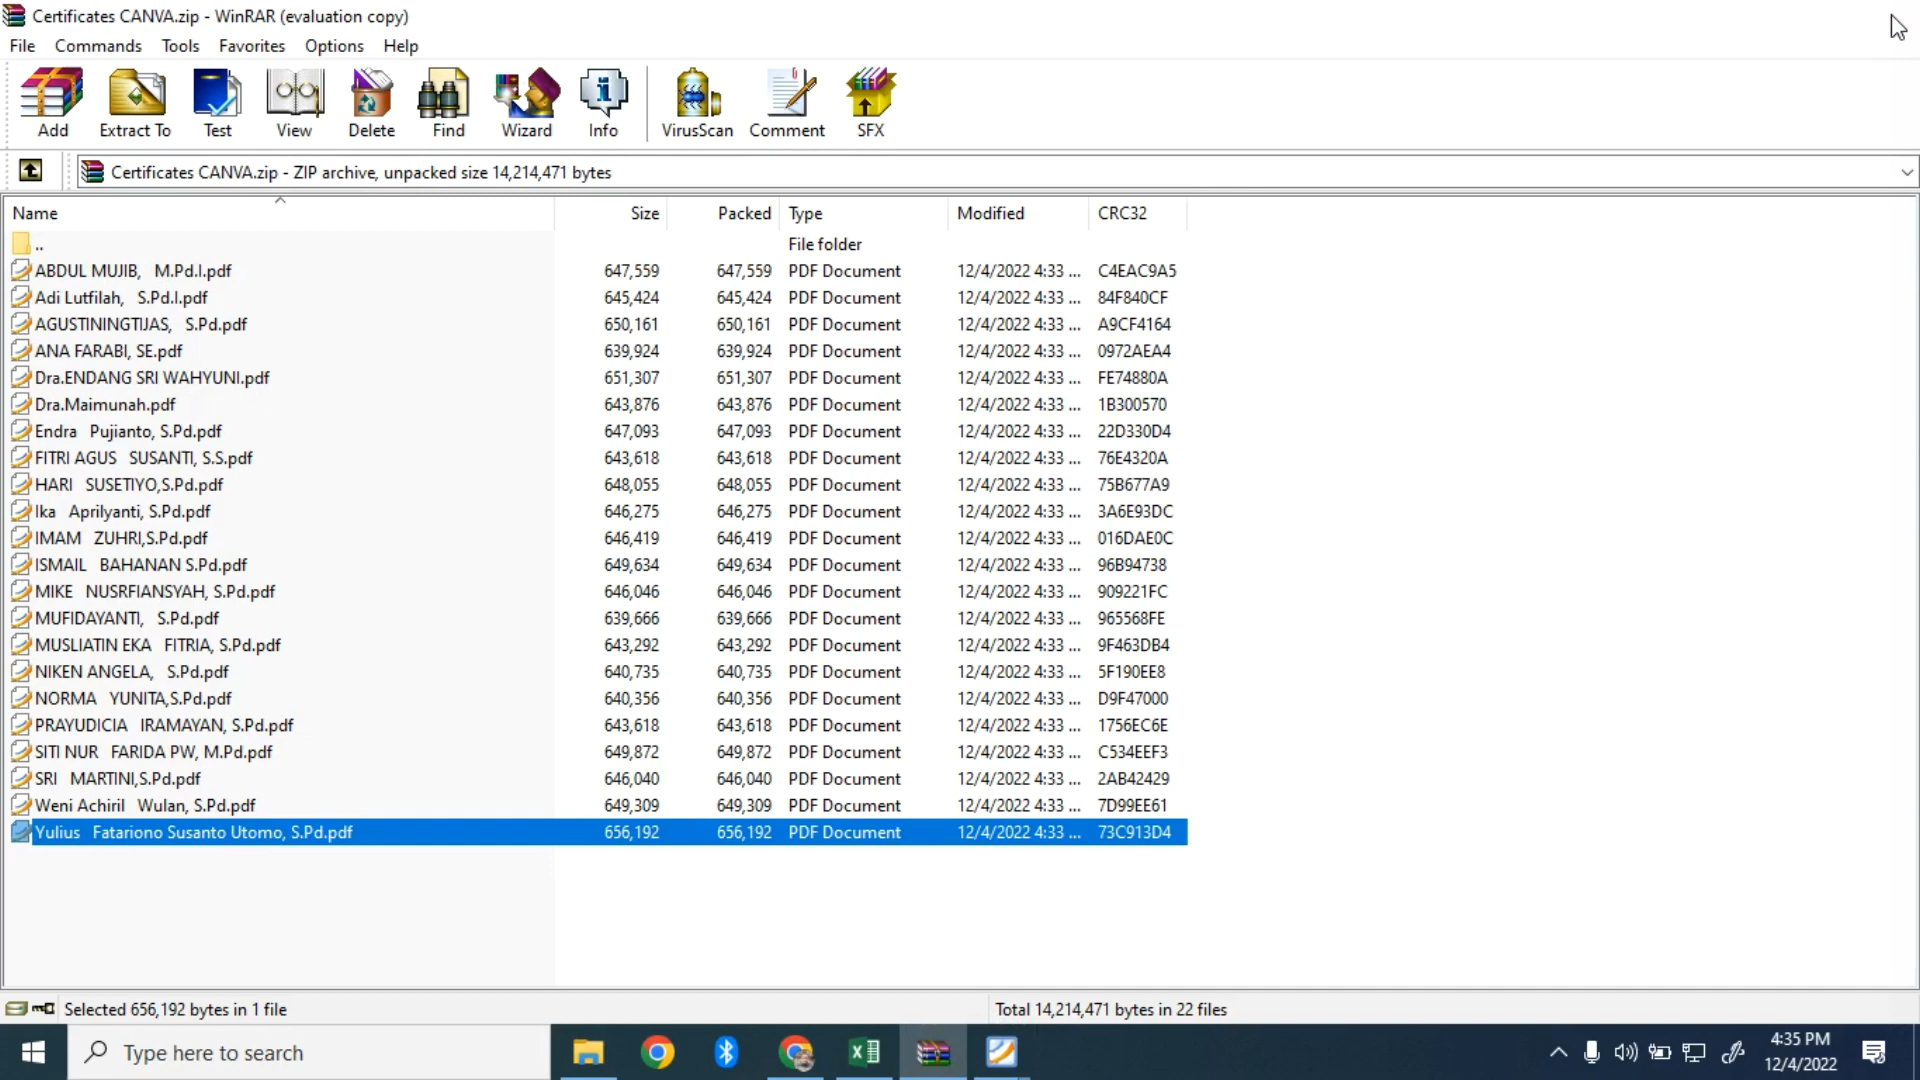 Certificates CANVA.zip - WinRAR (evaluation copy)
File Commands Tools Favorites Options Help
Add Extract To Test View Delete Find Wizard Info VirusScan Comment SFX
Certificates CANVA.zip - ZIP archive, unpacked size 14,214,471 bytes
Name Size Packed Type Modified CRC32
.. File folder
ABDUL MUJIB, M.Pd.I.pdf 647,559 647,559 PDF Document 12/4/2022 4:33 ... C4EAC9A5
Adi Lutfilah, S.Pd.I.pdf 645,424 645,424 PDF Document 12/4/2022 4:33 ... 84F840CF
AGUSTININGTIJAS, S.Pd.pdf 650,161 650,161 PDF Document 12/4/2022 4:33 ... A9CF4164
ANA FARABI, SE.pdf 639,924 639,924 PDF Document 12/4/2022 4:33 ... 0972AEA4
Dra.ENDANG SRI WAHYUNI.pdf 651,307 651,307 PDF Document 12/4/2022 4:33 ... FE74880A
Dra.Maimunah.pdf 643,876 643,876 PDF Document 12/4/2022 4:33 ... 1B300570
Endra Pujianto, S.Pd.pdf 647,093 647,093 PDF Document 12/4/2022 4:33 ... 22D330D4
FITRI AGUS SUSANTI, S.S.pdf 643,618 643,618 PDF Document 12/4/2022 4:33 ... 76E4320A
HARI SUSETIYO,S.Pd.pdf 648,055 648,055 PDF Document 12/4/2022 4:33 ... 75B677A9
Ika Aprilyanti, S.Pd.pdf 646,275 646,275 PDF Document 12/4/2022 4:33 ... 3A6E93DC
IMAM ZUHRI,S.Pd.pdf 646,419 646,419 PDF Document 12/4/2022 4:33 ... 016DAE0C
ISMAIL BAHANAN S.Pd.pdf 649,634 649,634 PDF Document 12/4/2022 4:33 ... 96B94738
MIKE NUSRFIANSYAH, S.Pd.pdf 646,046 646,046 PDF Document 12/4/2022 4:33 ... 909221FC
MUFIDAYANTI, S.Pd.pdf 639,666 639,666 PDF Document 12/4/2022 4:33 ... 965568FE
MUSLIATIN EKA FITRIA, S.Pd.pdf 643,292 643,292 PDF Document 12/4/2022 4:33 ... 9F463DB4
NIKEN ANGELA, S.Pd.pdf 640,735 640,735 PDF Document 12/4/2022 4:33 ... 5F190EE8
NORMA YUNITA,S.Pd.pdf 640,356 640,356 PDF Document 12/4/2022 4:33 ... D9F47000
PRAYUDICIA IRAMAYAN, S.Pd.pdf 643,618 643,618 PDF Document 12/4/2022 4:33 ... 1756EC6E
SITI NUR FARIDA PW, M.Pd.pdf 649,872 649,872 PDF Document 12/4/2022 4:33 ... C534EEF3
SRI MARTINI,S.Pd.pdf 646,040 646,040 PDF Document 12/4/2022 4:33 ... 2AB42429
Weni Achiril Wulan, S.Pd.pdf 649,309 649,309 PDF Document 12/4/2022 4:33 ... 7D99EE61
Yulius Fatariono Susanto Utomo, S.Pd.pdf 656,192 656,192 PDF Document 12/4/2022 4:33 ... 73C913D4
Selected 656,192 bytes in 1 file Total 14,214,471 bytes in 22 files
Type here to search
4:35 PM
12/4/2022